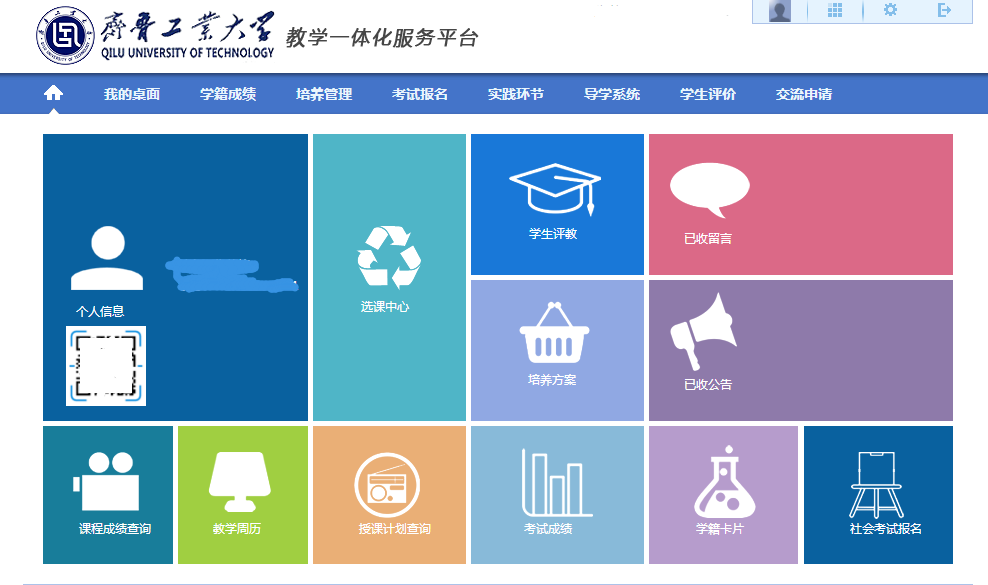 齊魯工業大学
QILU UNIVERSITY OF TECHNOLOGY
教学一体化服务平台
我的桌面 学籍成绩 培养管理 考试报名 实践环节 导学系统 学生评价 交流申请
个人信息
选课中心
学生评教
已收留言
培养方案
已收公告
课程成绩查询
教学周历
授课计划查询
考试成绩
学籍卡片
社会考试报名